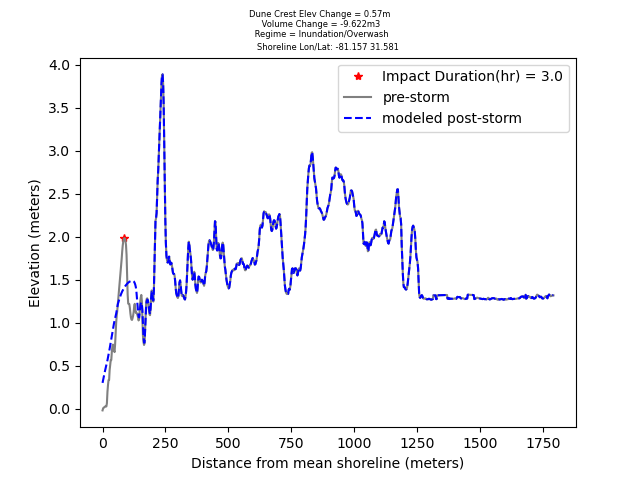 Dune Crest Elev Change = 0.57m
Volume Change = -9.622m3
Regime = Inundation/Overwash
Shoreline Lon/Lat: -81.157 31.581
Impact Duration(hr) = 3.0
pre-storm
modeled post-storm
4.0
3.5
3.0
2.5
2.0
1.5
1.0
0.5
0.0
Elevation (meters)
0 250 500 750 1000 1250 1500 1750
Distance from mean shoreline (meters)